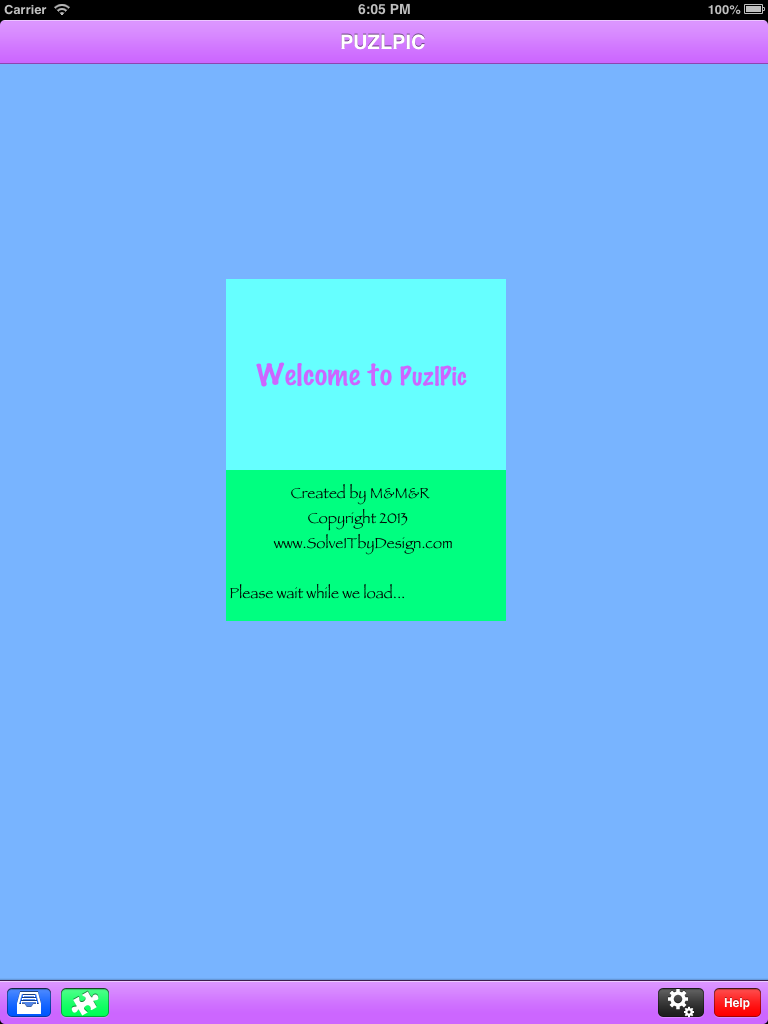 Carrier 6:05 PM 100%
PUZLPIC
Welcome to PuzlPic
Created by M&M&R
Copyright 2013
www.SolveITbyDesign.com
Please wait while we load...
Help